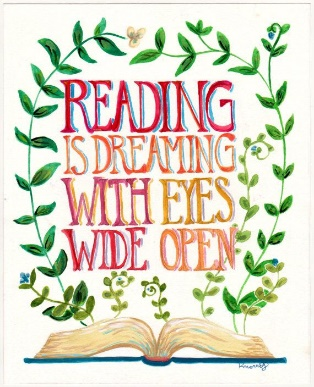 READING
IS DREAMING
WITH EYES
WIDE OPEN